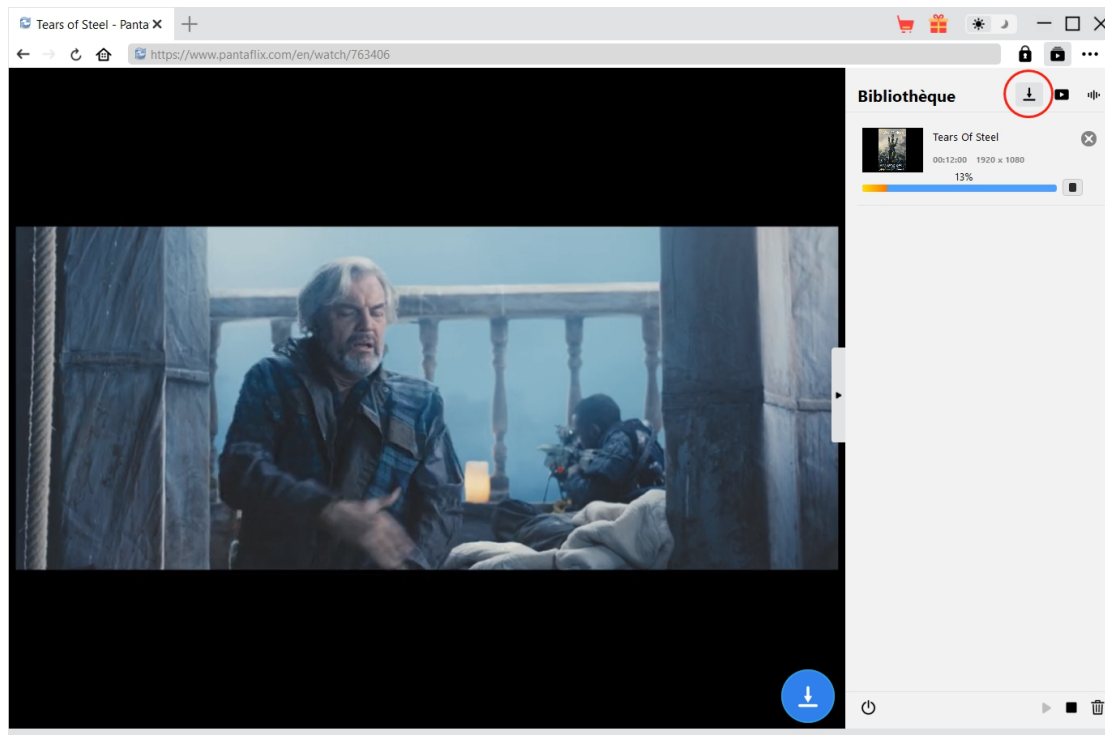 Tears of Steel - Panta
https://www.pantaflix.com/en/watch/763406
Bibliothèque
Tears Of Steel
00:12:00 1920 x 1080
13%